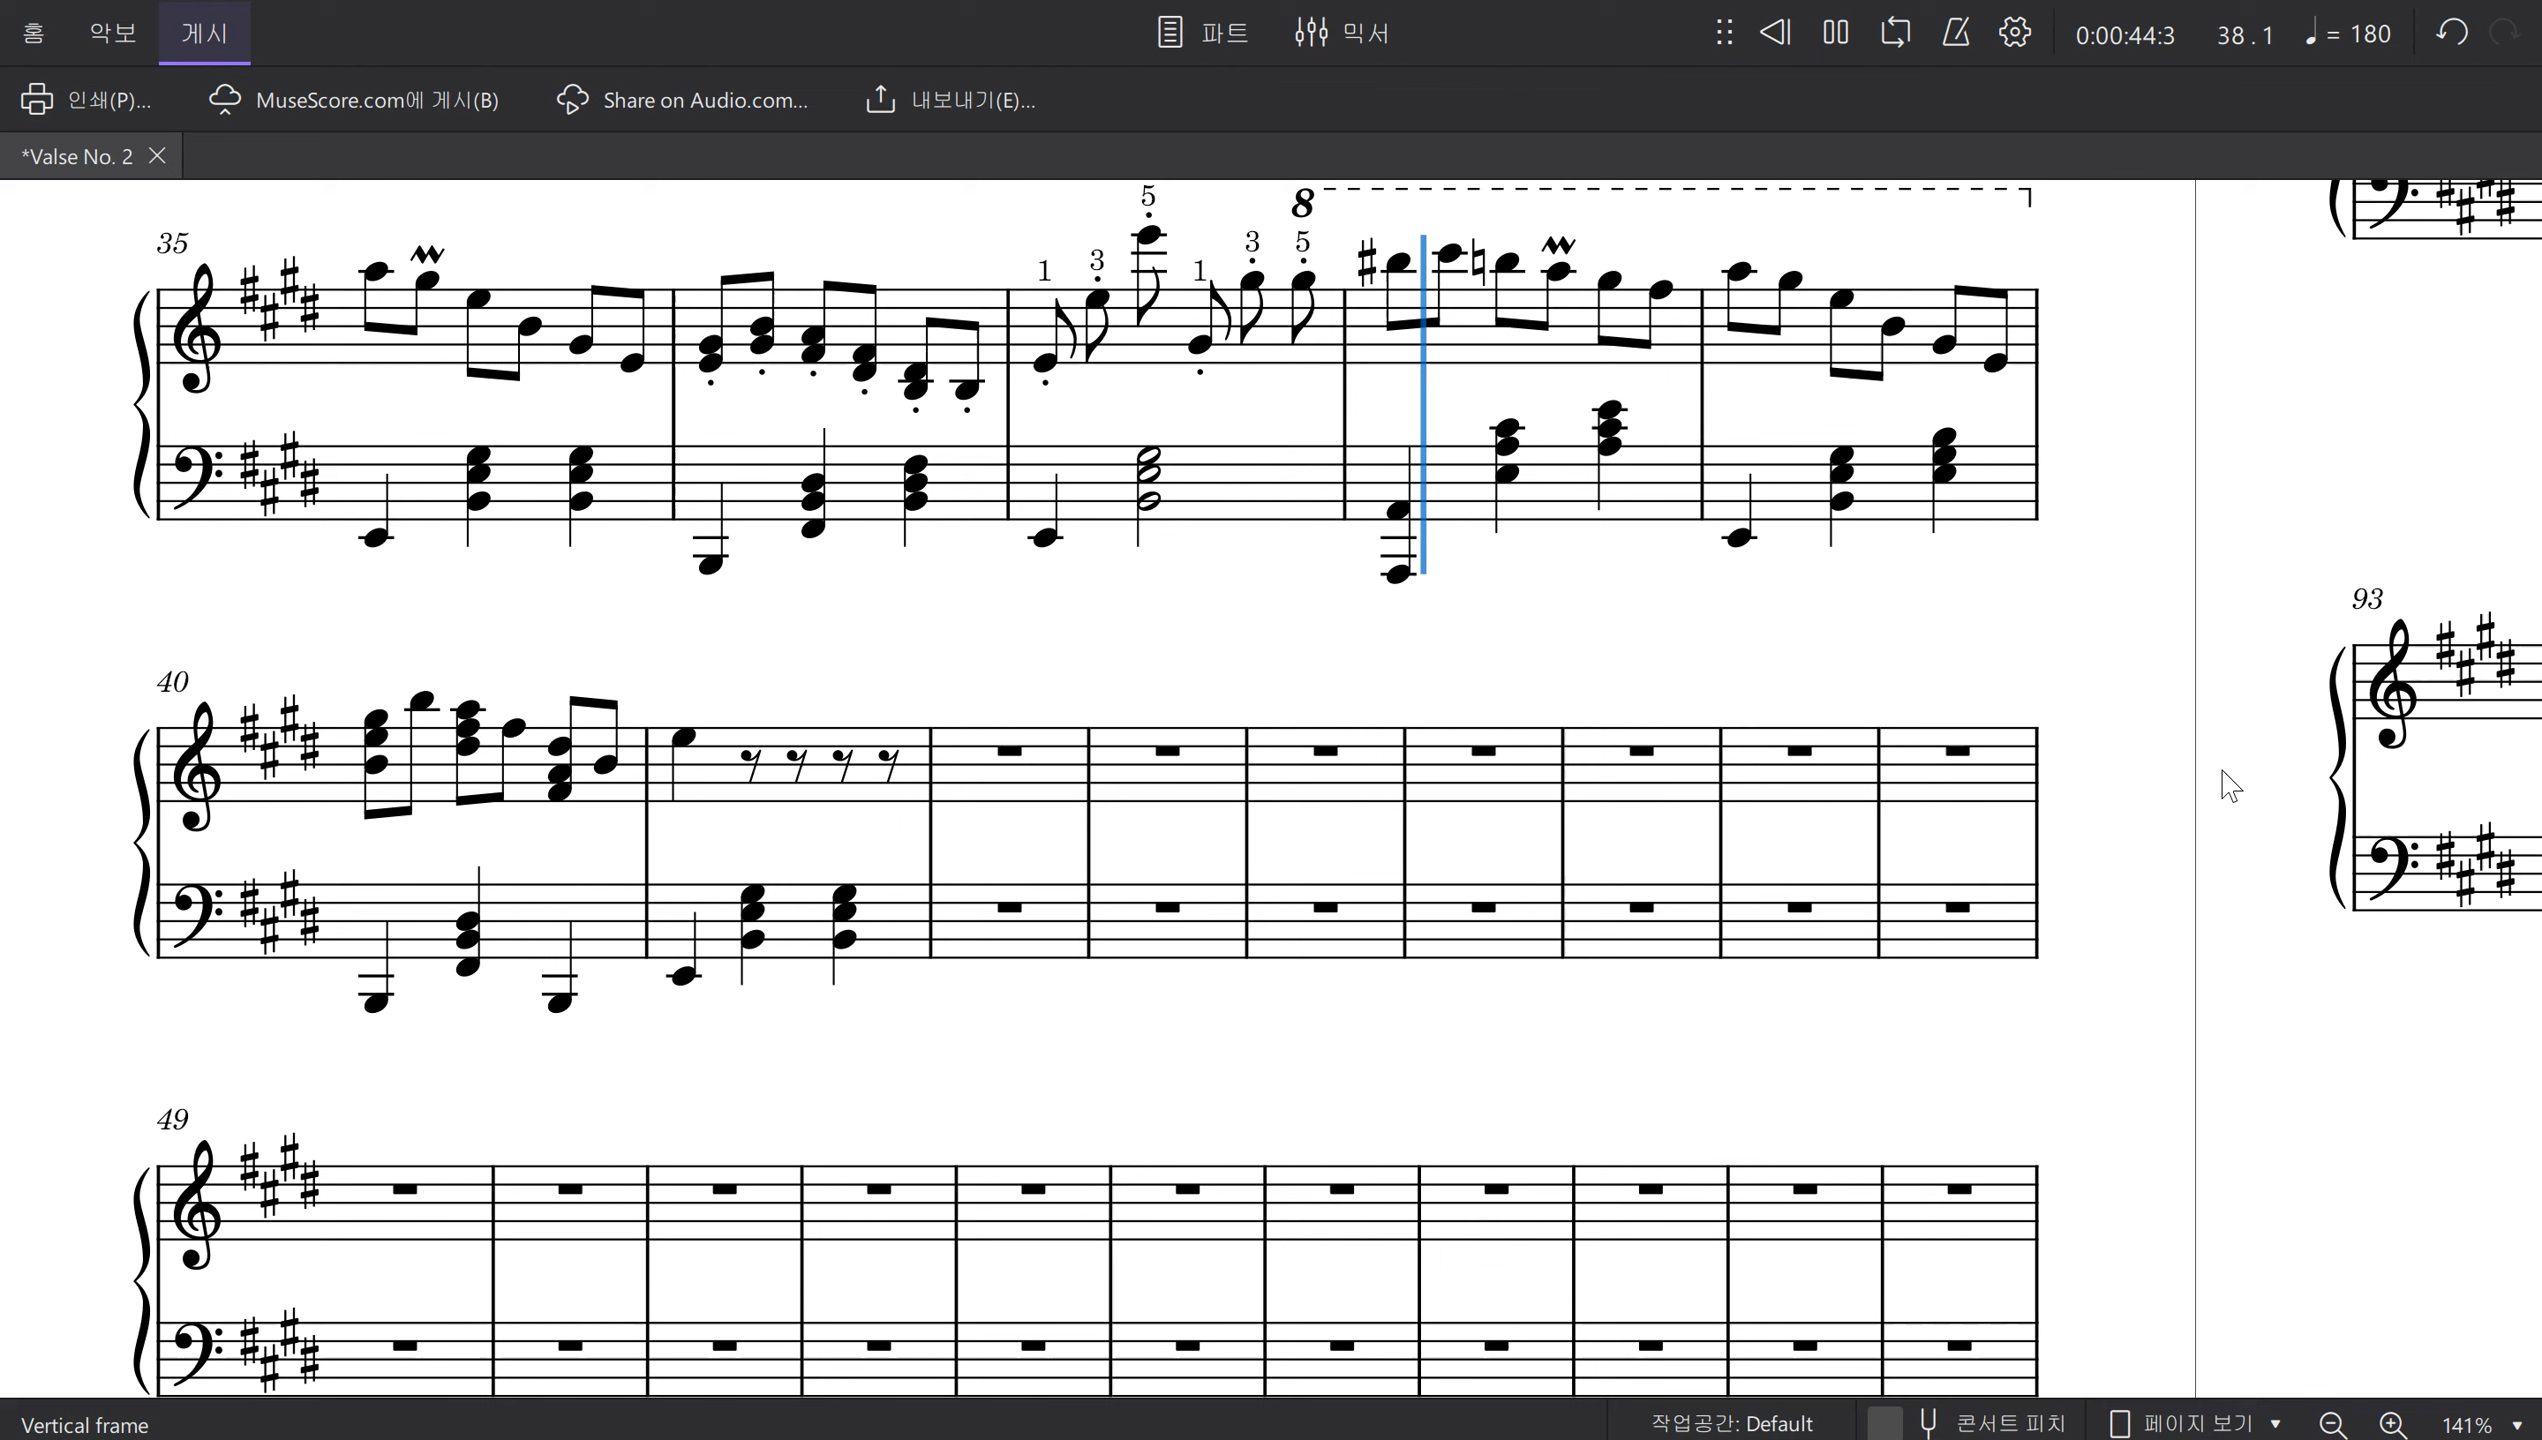 홈 악보 게시 파트 믹서 0:00:44:3 38 . 1 = 180
인쇄(P)... MuseScore.com에 게시(B) Share on Audio.com... 내보내기(E)...
*Valse No. 2
35 1 3 5 1 3 5 8
93
40
49
Vertical frame 작업공간: Default 콘서트 피치 페이지 보기 141%